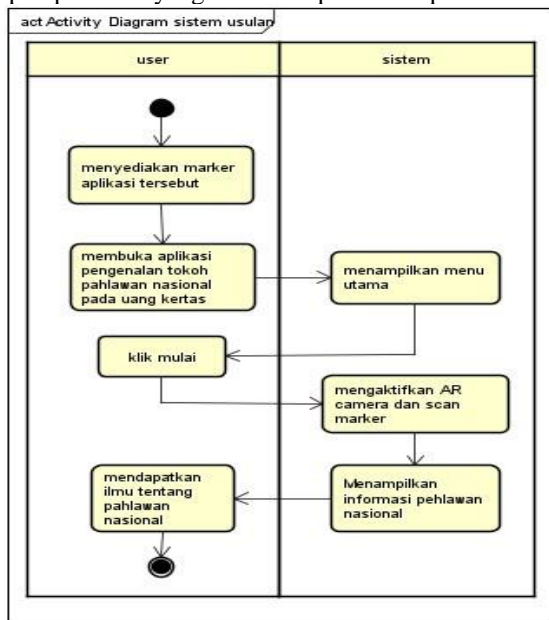 act Activity Diagram sistem usulan
user
sistem
menyediakan marker
aplikasi tersebut
membuka aplikasi
pengenalan tokoh
pahlawan nasional
pada uang kertas
menampilkan menu
utama
klik mulai
mengaktifkan AR
camera dan scan
marker
Menampilkan
informasi pehlawan
nasional
mendapatkan
ilmu tentang
pahlawan
nasional